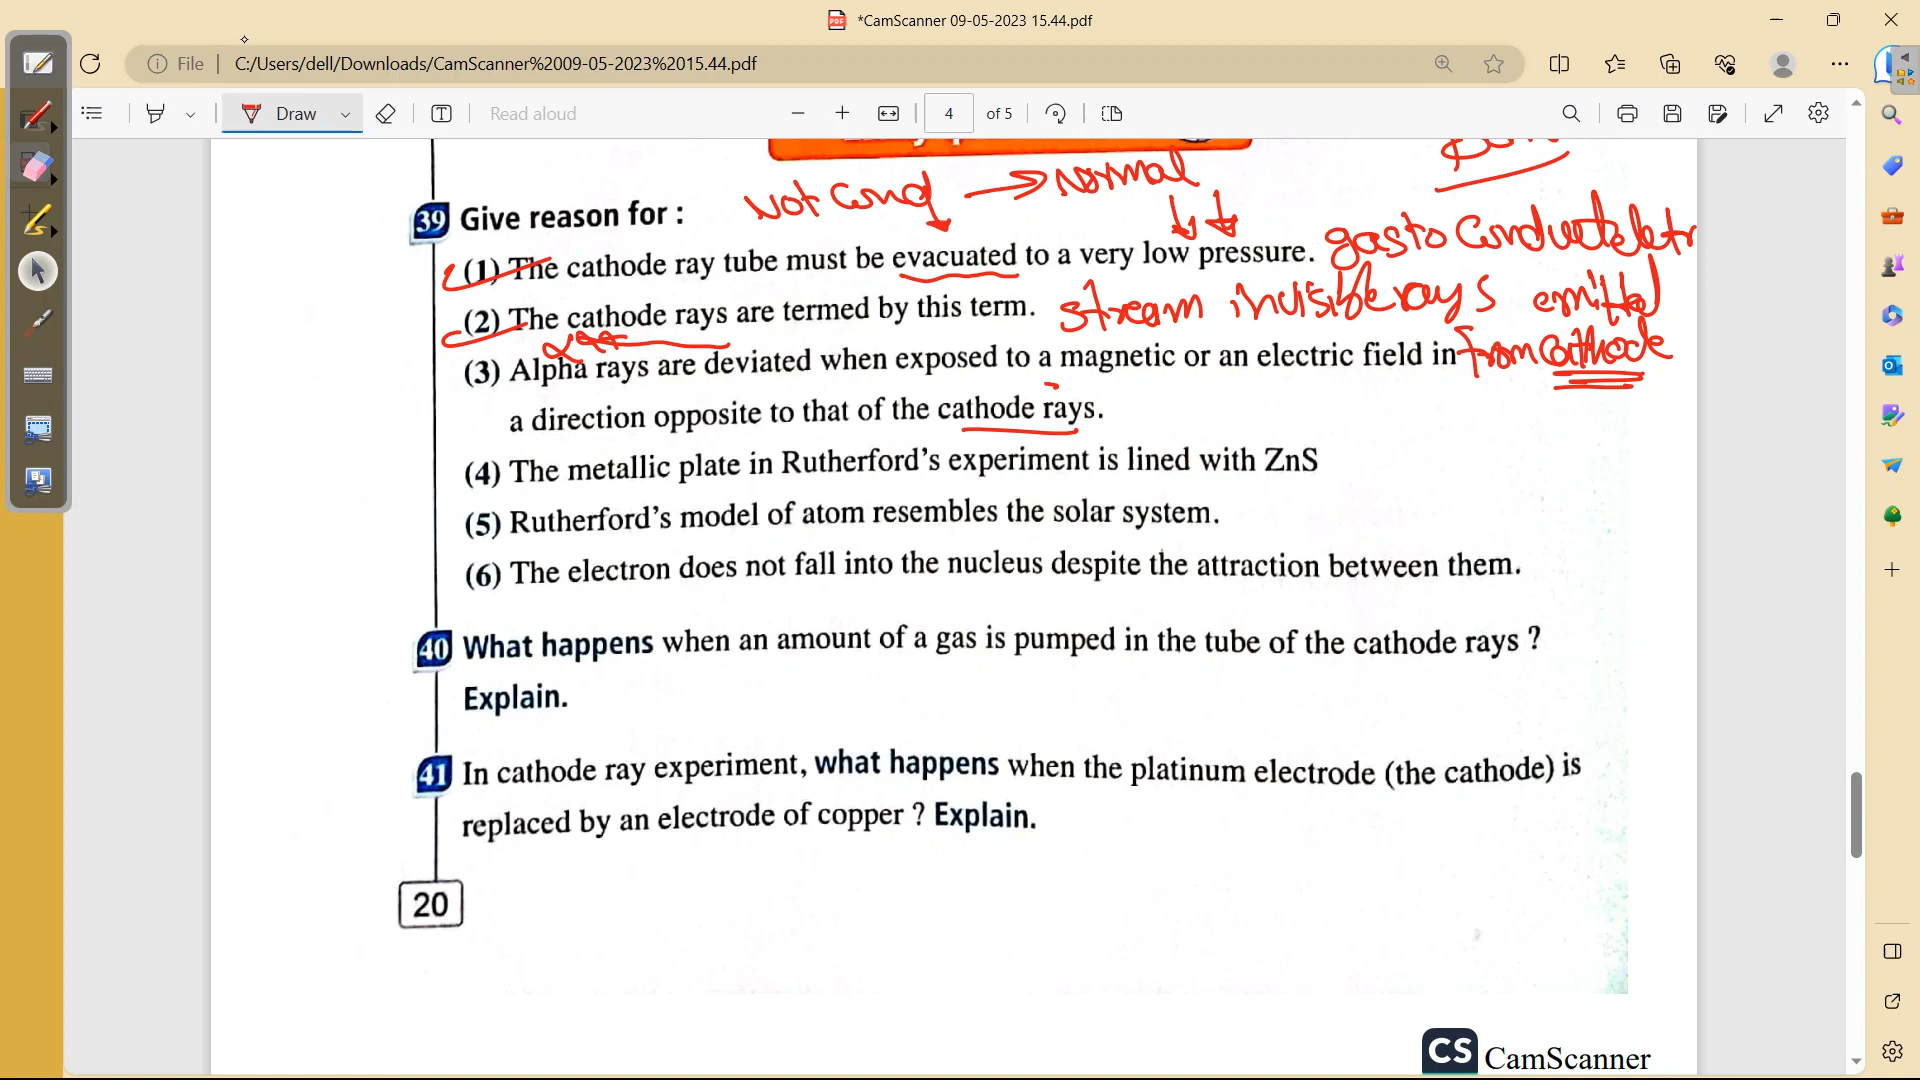 *CamScanner 09-05-2023 15.44.pdf
File C:/Users/dell/Downloads/CamScanner%2009-05-2023%2015.44.pdf
Draw Read aloud 4 of 5
Not Cond → Normal
39 Give reason for :
(1) The cathode ray tube must be evacuated to a very low pressure. gas to Conduct
(2) The cathode rays are termed by this term. stream invisible rays emitted
from cathode
(3) Alpha rays are deviated when exposed to a magnetic or an electric field in
a direction opposite to that of the cathode rays.
(4) The metallic plate in Rutherford's experiment is lined with ZnS
(5) Rutherford's model of atom resembles the solar system.
(6) The electron does not fall into the nucleus despite the attraction between them.
40 What happens when an amount of a gas is pumped in the tube of the cathode rays ?
Explain.
41 In cathode ray experiment, what happens when the platinum electrode (the cathode) is
replaced by an electrode of copper ? Explain.
20
CS CamScanner